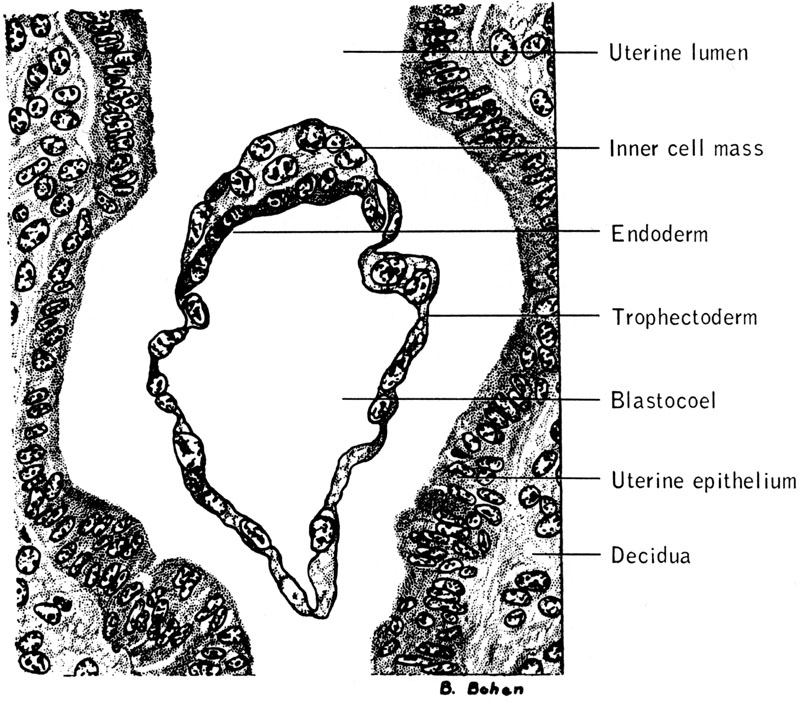 Uterine lumen
Inner cell mass
Endoderm
Trophectoderm
Blastocoel
Uterine epithelium
Decidua
B. Bohen